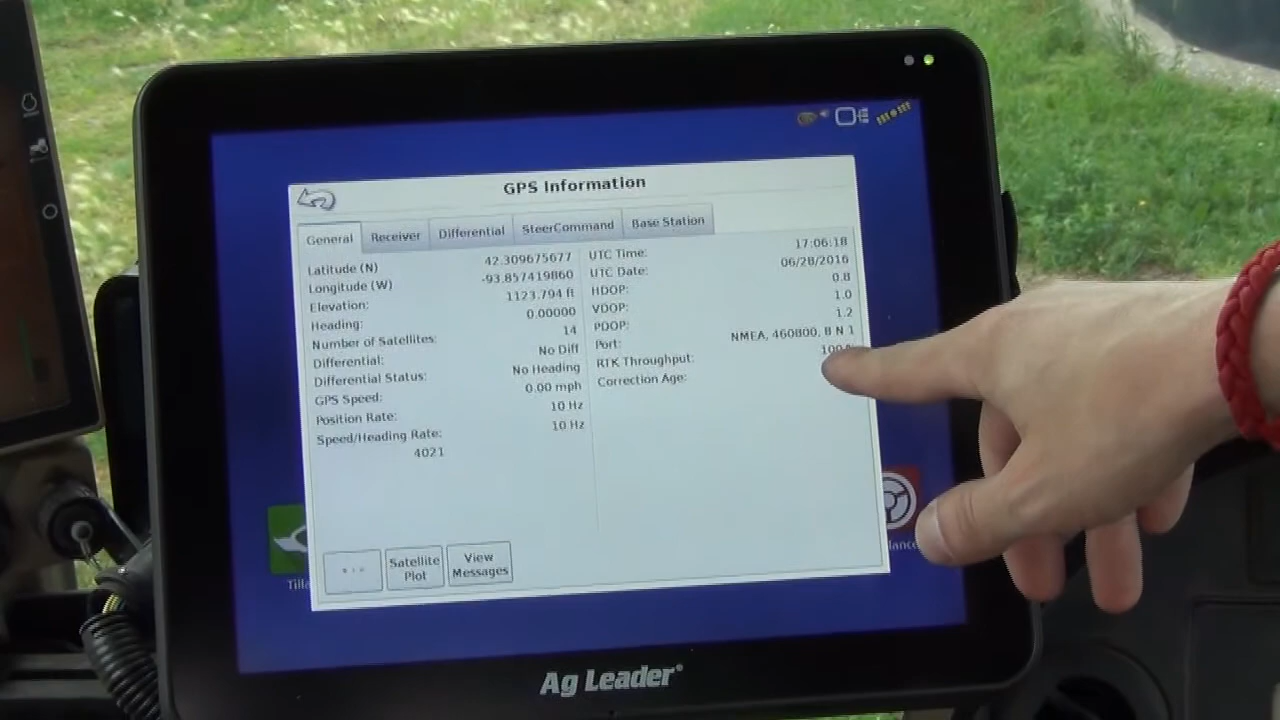 GPS Information
General Receiver Differential SteerCommand Base Station
Latitude (N) 42.309675677
Longitude (W) -93.857419860
Elevation: 1123.794 ft
Heading: 0.00000
Number of Satellites: 14
Differential: No Diff
Differential Status: No Heading
GPS Speed: 0.00 mph
Position Rate: 10 Hz
Speed/Heading Rate: 10 Hz
4021
UTC Time: 17:06:18
UTC Date: 06/28/2016
HDOP: 0.8
VDOP: 1.0
PDOP: 1.2
Port: NMEA, 460800, 8 N 1
RTK Throughput: 100
Correction Age:
Satellite
Plot
View
Messages
Ag Leader®